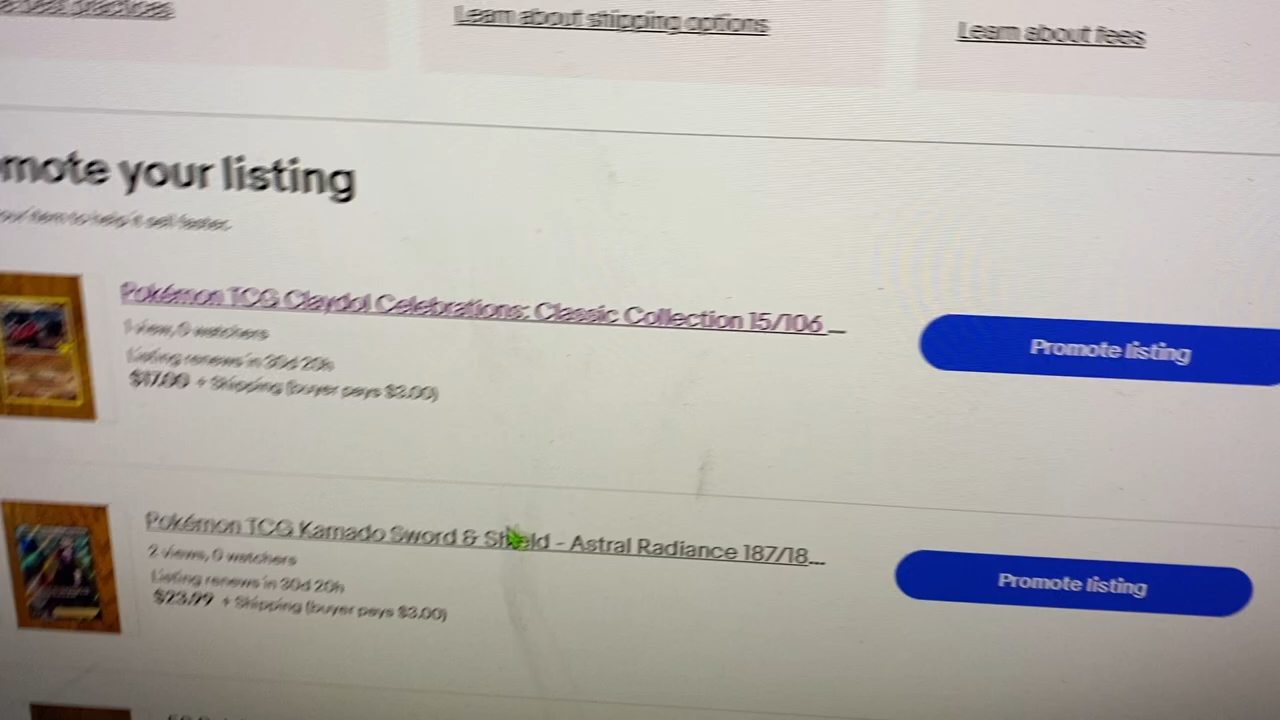 Learn about shipping options
Learn about fees
mote your listing
Pokémon TCG Claydol Celebrations: Classic Collection 15/106 ...
1 view, 0 watchers
Listing renews in 30d 20h
+ Shipping (buyer pays $3.00)
Promote listing
Pokémon TCG Kamado Sword & Shield - Astral Radiance 187/18...
2 views, 0 watchers
Listing renews in 30d 20h
$23.99 + Shipping (buyer pays $3.00)
Promote listing